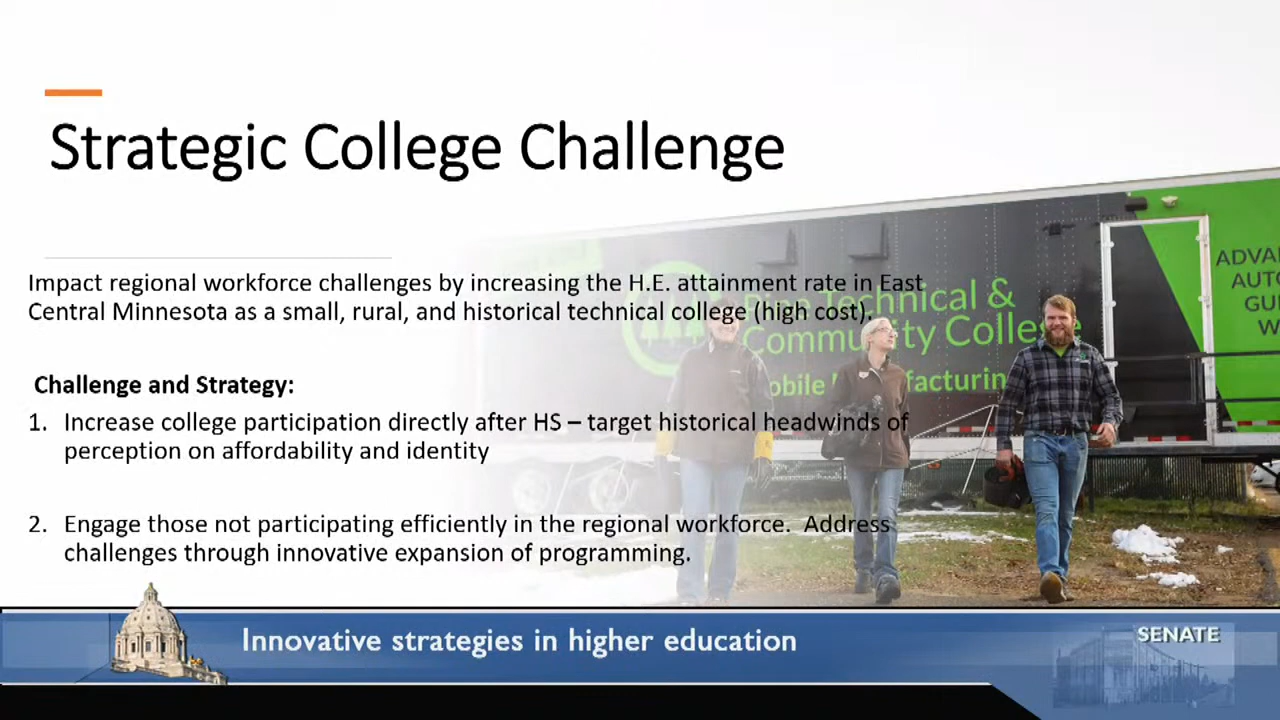 Strategic College Challenge
Impact regional workforce challenges by increasing the H.E. attainment rate in East
Central Minnesota as a small, rural, and historical technical college (high cost).
Challenge and Strategy:
1. Increase college participation directly after HS – target historical headwinds of
perception on affordability and identity
2. Engage those not participating efficiently in the regional workforce. Address
challenges through innovative expansion of programming.
Technical &
Community College
Innovative strategies in higher education
SENATE